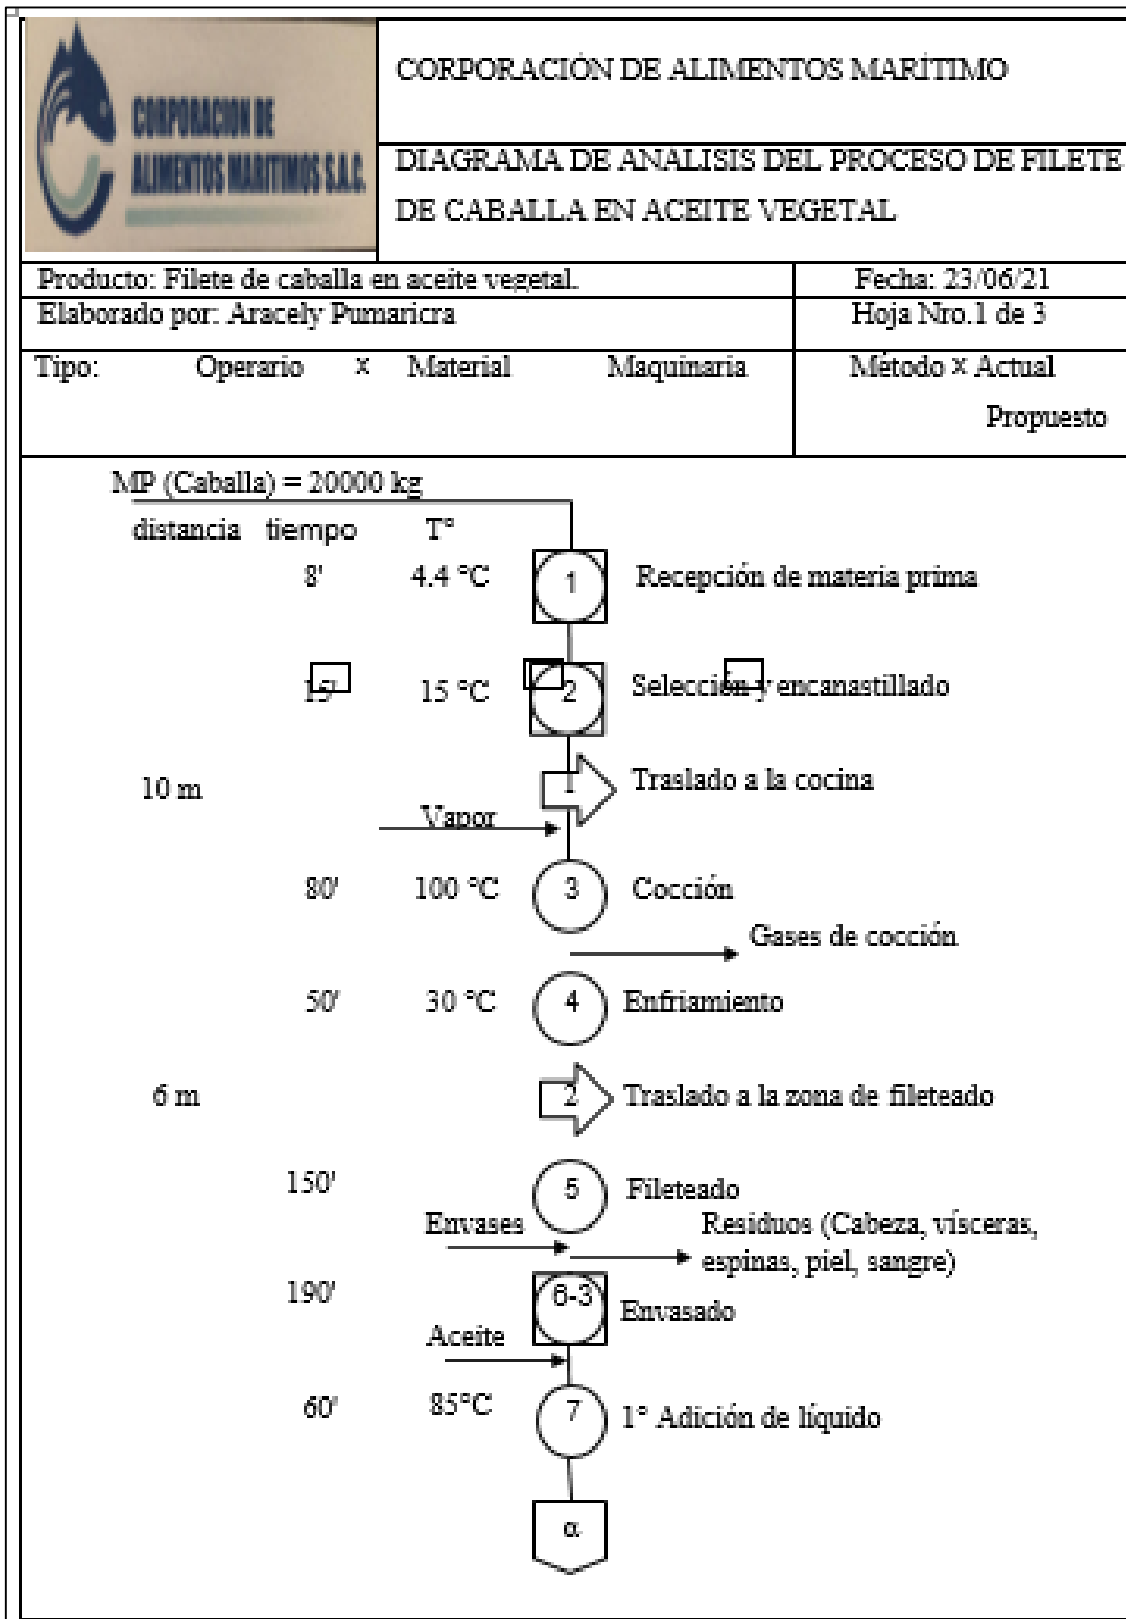 CORPORACION DE
ALIMENTOS MARITIMOS S.A.C.
CORPORACIÓN DE ALIMENTOS MARÍTIMO
DIAGRAMA DE ANALISIS DEL PROCESO DE FILETE
DE CABALLA EN ACEITE VEGETAL
Producto: Filete de caballa en aceite vegetal. Fecha: 23/06/21
Elaborado por: Aracely Pumaricra Hoja Nro.1 de 3
Tipo: Operario x Material Maquinaria Método x Actual
Propuesto
MP (Caballa) = 20000 kg
distancia tiempo T°
8' 4.4 °C 1 Recepción de materia prima
15' 15 °C 2 Selección y encanastillado
10 m 1 Traslado a la cocina
Vapor
80' 100 °C 3 Cocción
Gases de cocción
50' 30 °C 4 Enfriamiento
6 m 2 Traslado a la zona de fileteado
150' 5 Fileteado
Envases Residuos (Cabeza, vísceras,
espinas, piel, sangre)
190' 6-3 Envasado
Aceite
60' 85°C 7 1° Adición de líquido
α